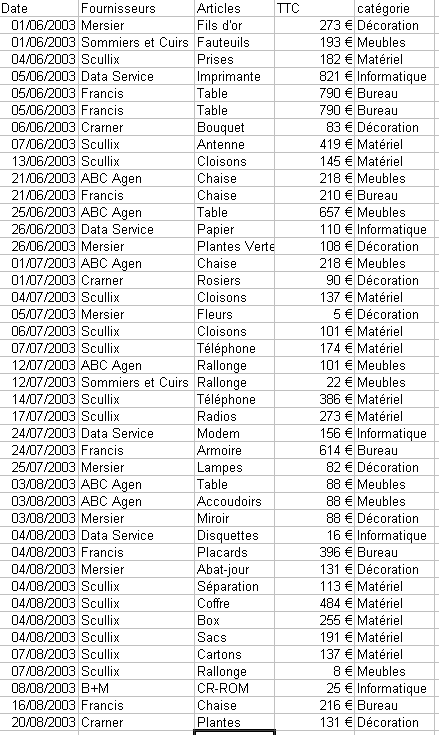 Date Fournisseurs Articles TTC catégorie
01/06/2003 Mersier Fils d'or 273 € Décoration
01/06/2003 Sommiers et Cuirs Fauteuils 193 € Meubles
04/06/2003 Scullix Prises 182 € Matériel
05/06/2003 Data Service Imprimante 821 € Informatique
05/06/2003 Francis Table 790 € Bureau
05/06/2003 Francis Table 790 € Bureau
06/06/2003 Crarner Bouquet 83 € Décoration
07/06/2003 Scullix Antenne 419 € Matériel
13/06/2003 Scullix Cloisons 145 € Matériel
21/06/2003 ABC Agen Chaise 218 € Meubles
21/06/2003 Francis Chaise 210 € Bureau
25/06/2003 ABC Agen Table 657 € Meubles
26/06/2003 Data Service Papier 110 € Informatique
26/06/2003 Mersier Plantes Verte 108 € Décoration
01/07/2003 ABC Agen Chaise 218 € Meubles
01/07/2003 Crarner Rosiers 90 € Décoration
04/07/2003 Scullix Cloisons 137 € Matériel
05/07/2003 Mersier Fleurs 5 € Décoration
06/07/2003 Scullix Cloisons 101 € Matériel
07/07/2003 Scullix Téléphone 174 € Matériel
12/07/2003 ABC Agen Rallonge 101 € Meubles
12/07/2003 Sommiers et Cuirs Rallonge 22 € Meubles
14/07/2003 Scullix Téléphone 386 € Matériel
17/07/2003 Scullix Radios 273 € Matériel
24/07/2003 Data Service Modem 156 € Informatique
24/07/2003 Francis Armoire 614 € Bureau
25/07/2003 Mersier Lampes 82 € Décoration
03/08/2003 ABC Agen Table 88 € Meubles
03/08/2003 ABC Agen Accoudoirs 88 € Meubles
03/08/2003 Mersier Miroir 88 € Décoration
04/08/2003 Data Service Disquettes 16 € Informatique
04/08/2003 Francis Placards 396 € Bureau
04/08/2003 Mersier Abat-jour 131 € Décoration
04/08/2003 Scullix Séparation 113 € Matériel
04/08/2003 Scullix Coffre 484 € Matériel
04/08/2003 Scullix Box 255 € Matériel
04/08/2003 Scullix Sacs 191 € Matériel
07/08/2003 Scullix Cartons 137 € Matériel
07/08/2003 Scullix Rallonge 8 € Meubles
08/08/2003 B+M CR-ROM 25 € Informatique
16/08/2003 Francis Chaise 216 € Bureau
20/08/2003 Crarner Plantes 131 € Décoration